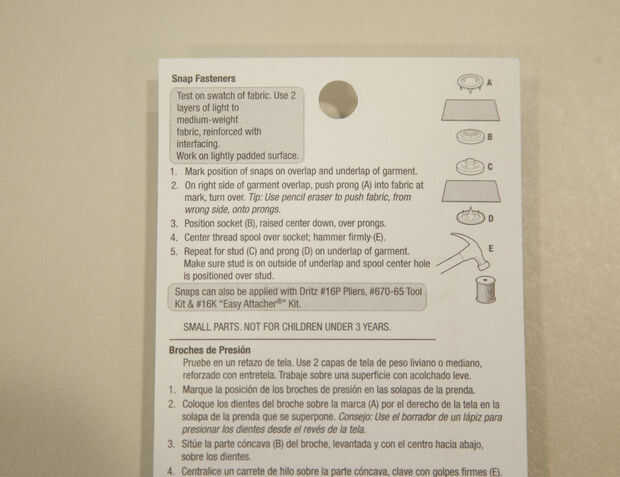 Snap Fasteners
Test on swatch of fabric. Use 2
layers of light to
medium-weight
fabric, reinforced with
interfacing.
Work on lightly padded surface.
1. Mark position of snaps on overlap and underlap of garment.
2. On right side of garment overlap, push prong (A) into fabric at
mark, turn over. Tip: Use pencil eraser to push fabric, from
wrong side, onto prongs.
3. Position socket (B), raised center down, over prongs.
4. Center thread spool over socket; hammer firmly (E).
5. Repeat for stud (C) and prong (D) on underlap of garment.
Make sure stud is on outside of underlap and spool center hole
is positioned over stud.
Snaps can also be applied with Dritz #16P Pliers, #670-65 Tool
Kit & #16K "Easy Attacher®" Kit.
SMALL PARTS. NOT FOR CHILDREN UNDER 3 YEARS.
A
B
C
D
E
Broches de Presión
Pruebe en un retazo de tela. Use 2 capas de tela de peso liviano o mediano,
reforzado con entretela. Trabaje sobre una superficie con acolchado leve.
1. Marque la posición de los broches de presión en las solapas de la prenda.
2. Coloque los dientes del broche sobre la marca (A) por el derecho de la tela en la
solapa de la prenda que se superpone. Consejo: Use el borrador de un lápiz para
presionar los dientes desde el revés de la tela.
3. Sitúe la parte cóncava (B) del broche, levantada y con el centro hacia abajo,
sobre los dientes.
4. Centralice un carrete de hilo sobre la parte cóncava, clave con golpes firmes (E).